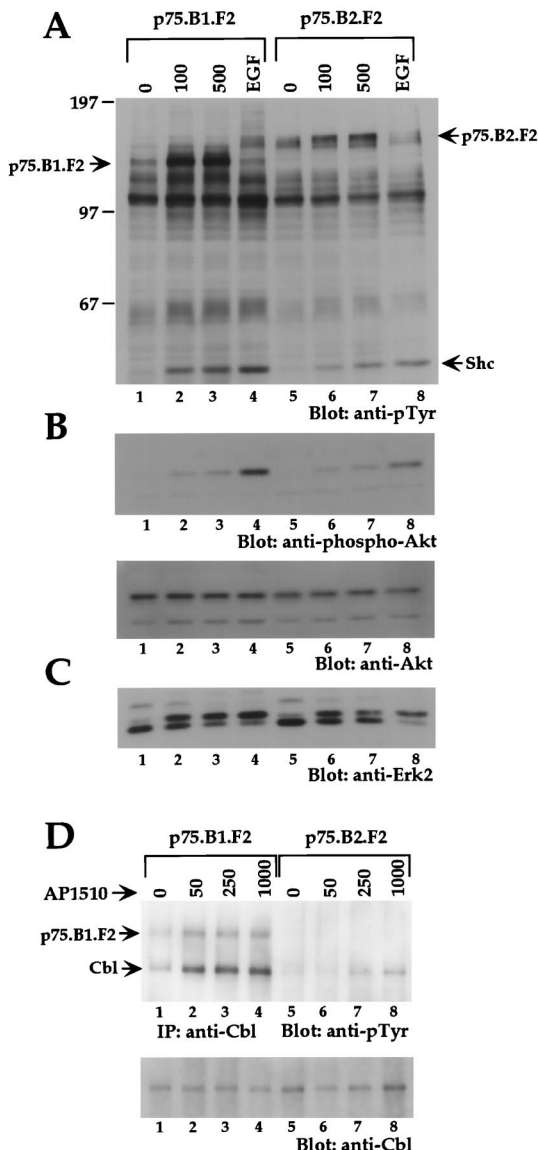 A
p75.B1.F2 p75.B2.F2
0 100 500 EGF 0 100 500 EGF
197
p75.B2.F2
p75.B1.F2
97
67
Shc
1 2 3 4 5 6 7 8
Blot: anti-pTyr
B
1 2 3 4 5 6 7 8
Blot: anti-phospho-Akt
1 2 3 4 5 6 7 8
Blot: anti-Akt
C
1 2 3 4 5 6 7 8
Blot: anti-Erk2
D
p75.B1.F2 p75.B2.F2
AP1510 0 50 250 1000 0 50 250 1000
p75.B1.F2
Cbl
1 2 3 4 5 6 7 8
IP: anti-Cbl Blot: anti-pTyr
1 2 3 4 5 6 7 8
Blot: anti-Cbl